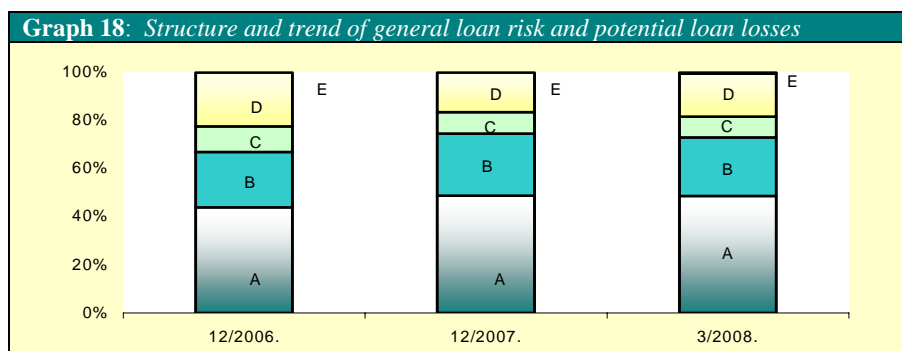 Graph 18: Structure and trend of general loan risk and potential loan losses
100%
80%
60%
40%
20%
0%
D
C
B
A
E
D
C
B
A
E
D
C
B
A
E
12/2006.
12/2007.
3/2008.